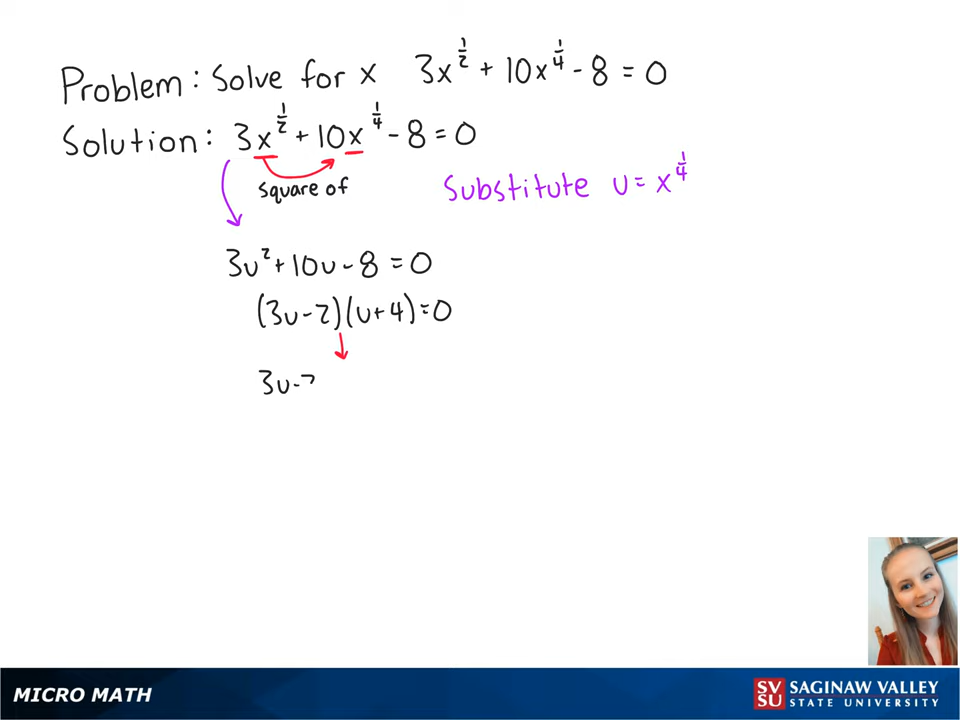 Problem: Solve for x 3x^{1/2} + 10x^{1/4} - 8 = 0
Solution: 3x^{1/2} + 10x^{1/4} - 8 = 0
square of
Substitute u = x^{1/4}
3u² + 10u - 8 = 0
(3u - 2)(u + 4) = 0
3u -
MICRO MATH
SV SU SAGINAW VALLEY
STATE UNIVERSITY